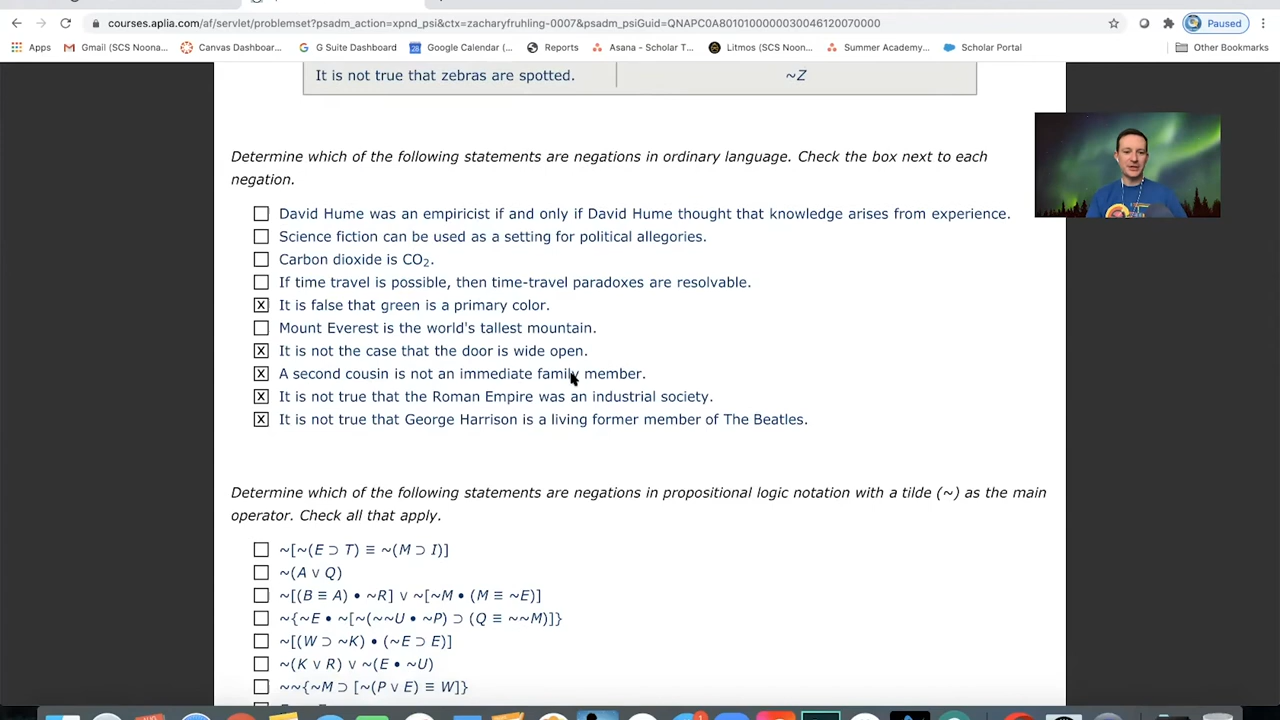 courses.aplia.com/af/servlet/problemset?psadm_action=xpnd_psi&ctx=zacharyfruhling-0007&psadm_psiGuid=QNAPC0A80101000000030046120070000
Paused
Apps
Gmail (SCS Noona...
Canvas Dashboar...
G Suite Dashboard
Google Calendar (...
Reports
Asana - Scholar T...
Litmos (SCS Noon...
Summer Academy...
Scholar Portal
Other Bookmarks
It is not true that zebras are spotted. ~Z
Determine which of the following statements are negations in ordinary language. Check the box next to each
negation.
David Hume was an empiricist if and only if David Hume thought that knowledge arises from experience.
Science fiction can be used as a setting for political allegories.
Carbon dioxide is CO₂.
If time travel is possible, then time-travel paradoxes are resolvable.
X It is false that green is a primary color.
Mount Everest is the world's tallest mountain.
X It is not the case that the door is wide open.
X A second cousin is not an immediate family member.
X It is not true that the Roman Empire was an industrial society.
X It is not true that George Harrison is a living former member of The Beatles.
Determine which of the following statements are negations in propositional logic notation with a tilde (~) as the main
operator. Check all that apply.
~[~(E ⊃ T) ≡ ~(M ⊃ I)]
~(A ∨ Q)
~[(B ≡ A) • ~R] ∨ ~[~M • (M ≡ ~E)]
~{~E • ~[~(~~U • ~P) ⊃ (Q ≡ ~~M)]}
~[(W ⊃ ~K) • (~E ⊃ E)]
~(K ∨ R) ∨ ~(E • ~U)
~~{~M ⊃ [~(P ∨ E) ≡ W]}